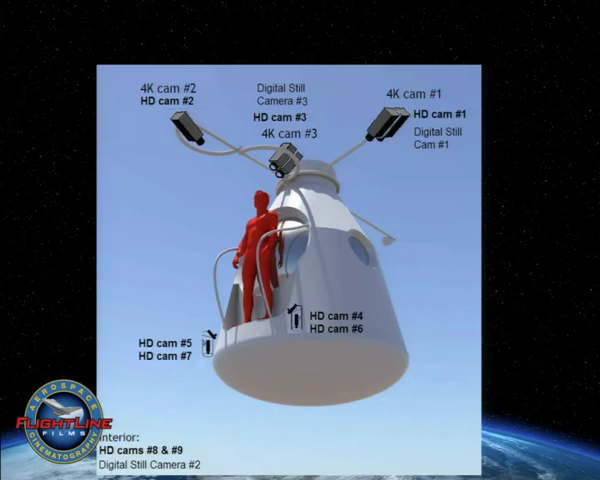 4K cam #2
HD cam #2
Digital Still
Camera #3
HD cam #3
4K cam #3
4K cam #1
HD cam #1
Digital Still
Cam #1
HD cam #4
HD cam #6
HD cam #5
HD cam #7
AEROSPACE
FLIGHTLINE
FILMS
CINEMATOGRAPHY
Interior:
HD cams #8 & #9
Digital Still Camera #2